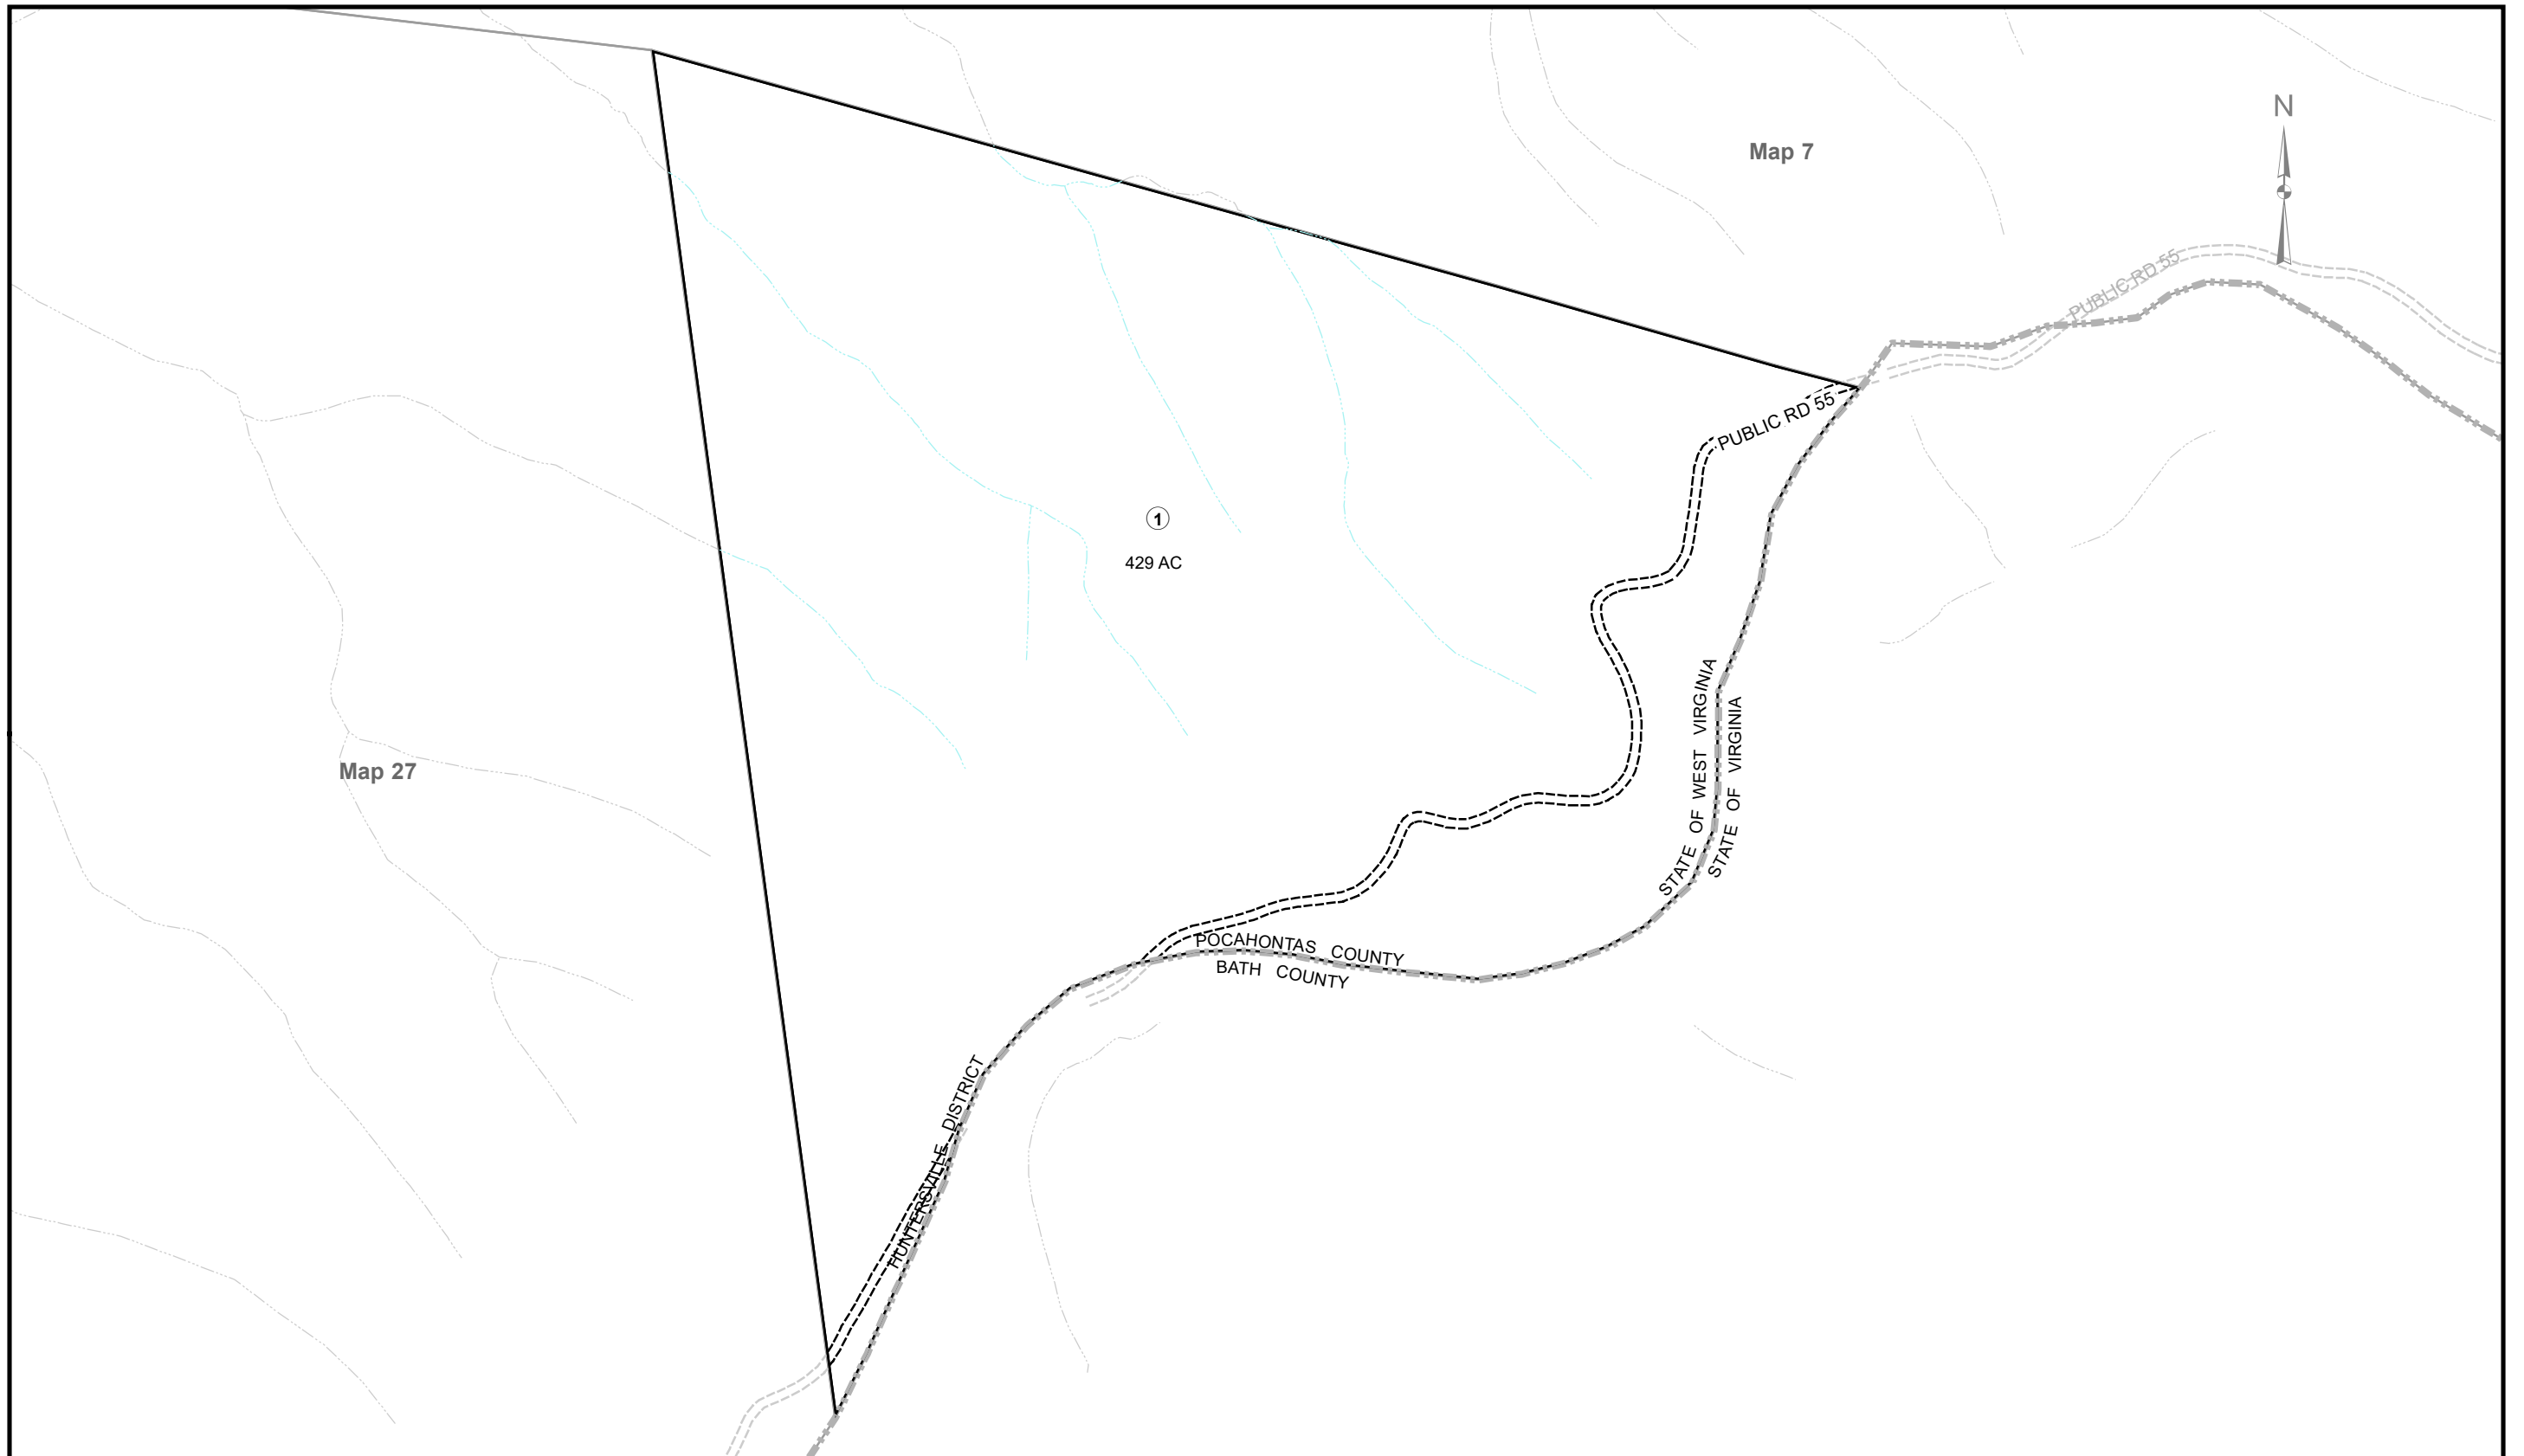 N
Map 7
PUBLIC RD 55
PUBLIC RD 55
1
429 AC
STATE OF WEST VIRGINIA
STATE OF VIRGINIA
Map 27
POCAHONTAS COUNTY
BATH COUNTY
HUNTERSVILLE DISTRICT